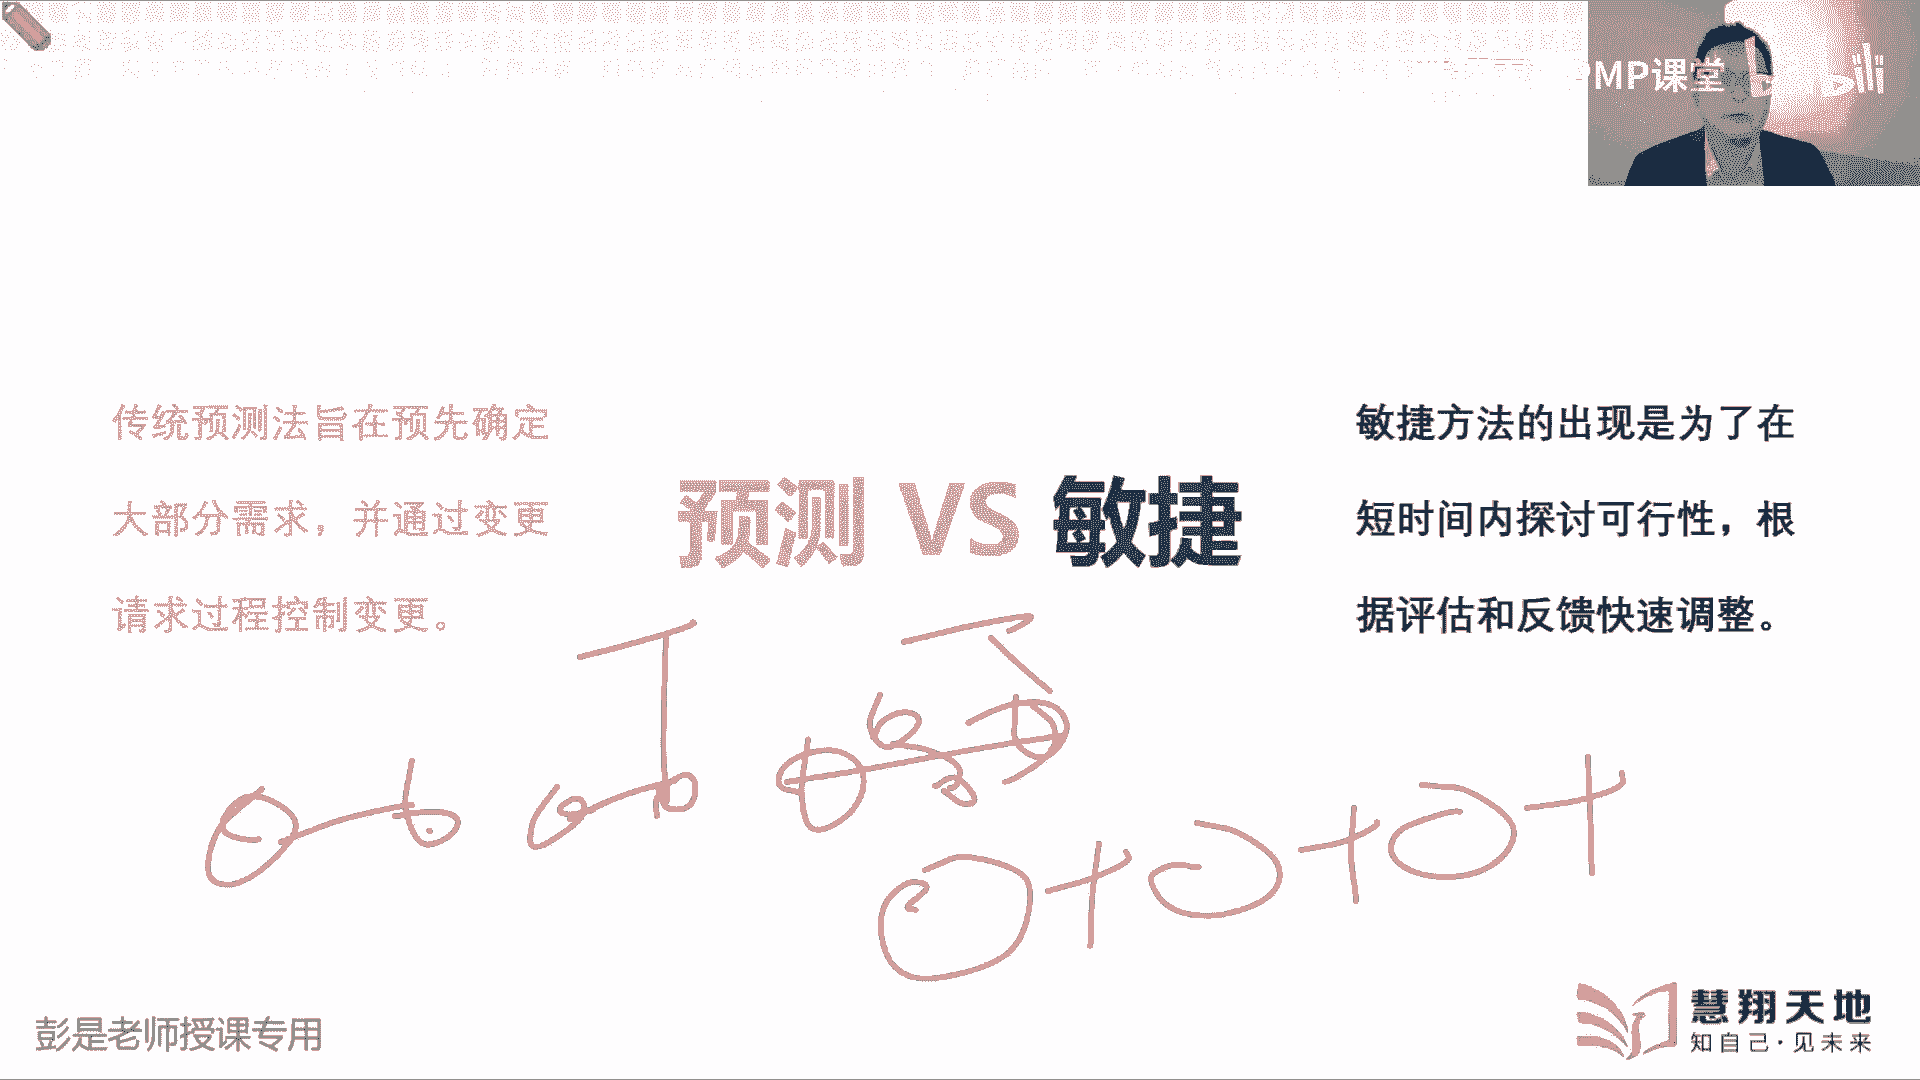 PMP课堂
bilibili
传统预测法旨在预先确定
大部分需求，并通过变更
请求过程控制变更。
预测 VS 敏捷
敏捷方法的出现是为了在
短时间内探讨可行性，根
据评估和反馈快速调整。
彭是老师授课专用
慧翔天地
知自己·见未来